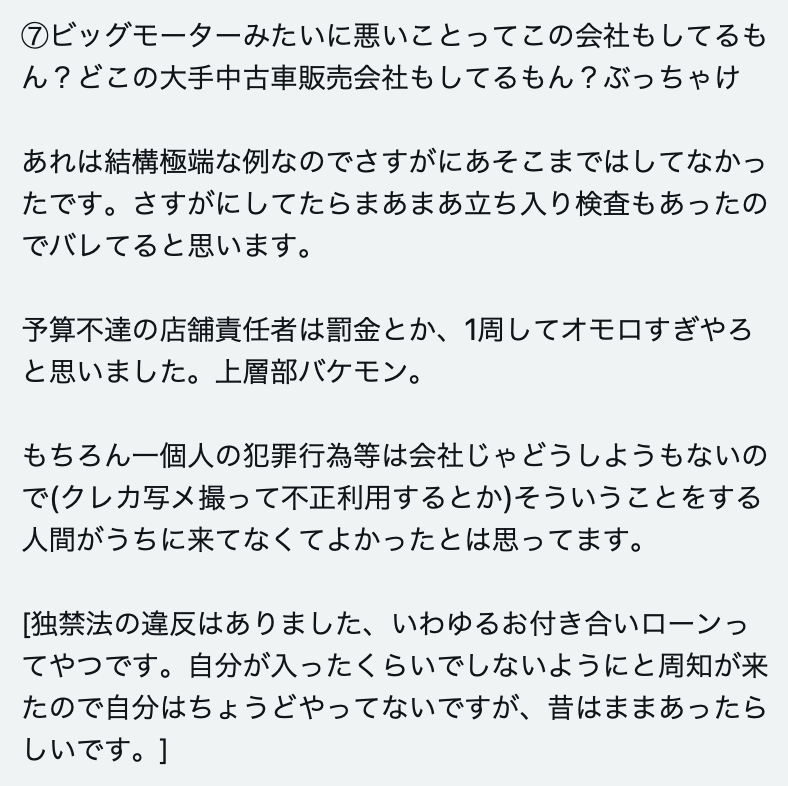 ⑦ビッグモーターみたいに悪いことってこの会社もしてるも
ん？どこの大手中古車販売会社もしてるもん？ぶっちゃけ
あれは結構極端な例なのでさすがにあそこまではしてなかっ
たです。さすがにしてたらまあまあ立ち入り検査もあったの
でバレてると思います。
予算不達の店舗責任者は罰金とか、1周してオモロすぎやろ
と思いました。上層部バケモン。
もちろん一個人の犯罪行為等は会社じゃどうしようもないの
で(クレカ写メ撮って不正利用するとか)そういうことをする
人間がうちに来てなくてよかったとは思ってます。
[独禁法の違反はありました、いわゆるお付き合いローンっ
てやつです。自分が入ったくらいでしないようにと周知が来
たので自分はちょうどやってないですが、昔はままあったら
しいです。]